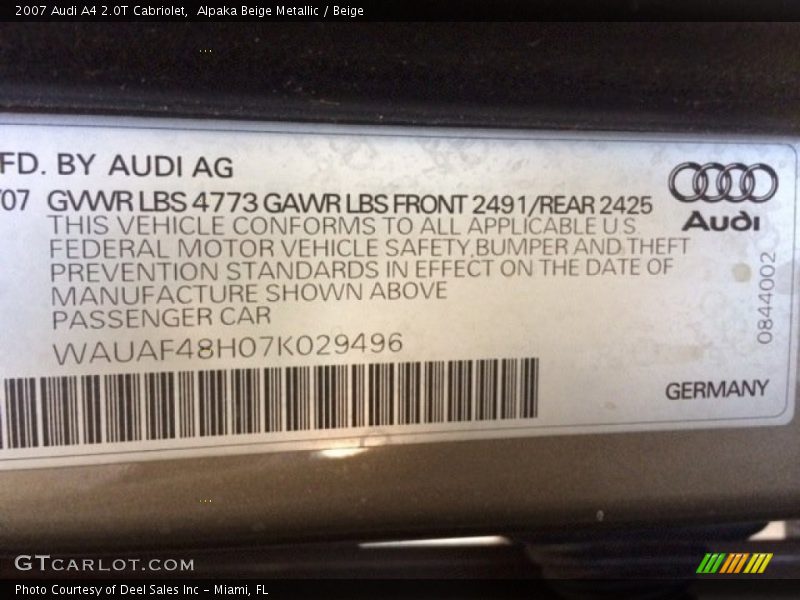 2007 Audi A4 2.0T Cabriolet,  Alpaka Beige Metallic / Beige
FD. BY AUDI AG
/07 GVWR LBS 4773 GAWR LBS FRONT 2491/REAR 2425
THIS VEHICLE CONFORMS TO ALL APPLICABLE U.S.
FEDERAL MOTOR VEHICLE SAFETY, BUMPER AND THEFT
PREVENTION STANDARDS IN EFFECT ON THE DATE OF
MANUFACTURE SHOWN ABOVE
PASSENGER CAR
WAUAF48H07K029496
Audi
0844002
GERMANY
GTCARLOT.COM
Photo Courtesy of Deel Sales Inc – Miami, FL